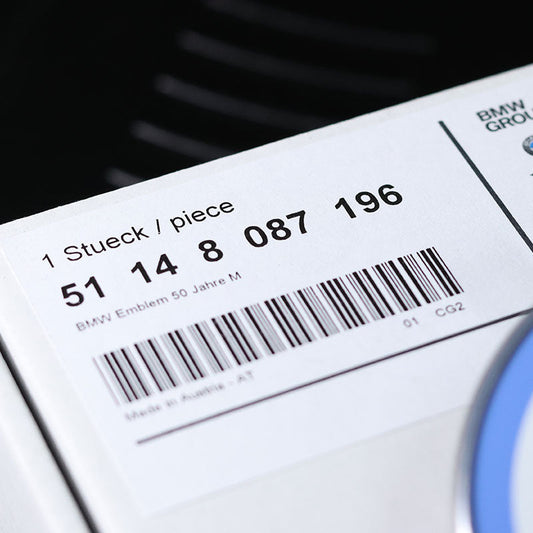 1 Stueck / piece
51 14 8 087 196
BMW Emblem 50 Jahre M
01 CG2
Made in Austria - AT
BMW
GROUP